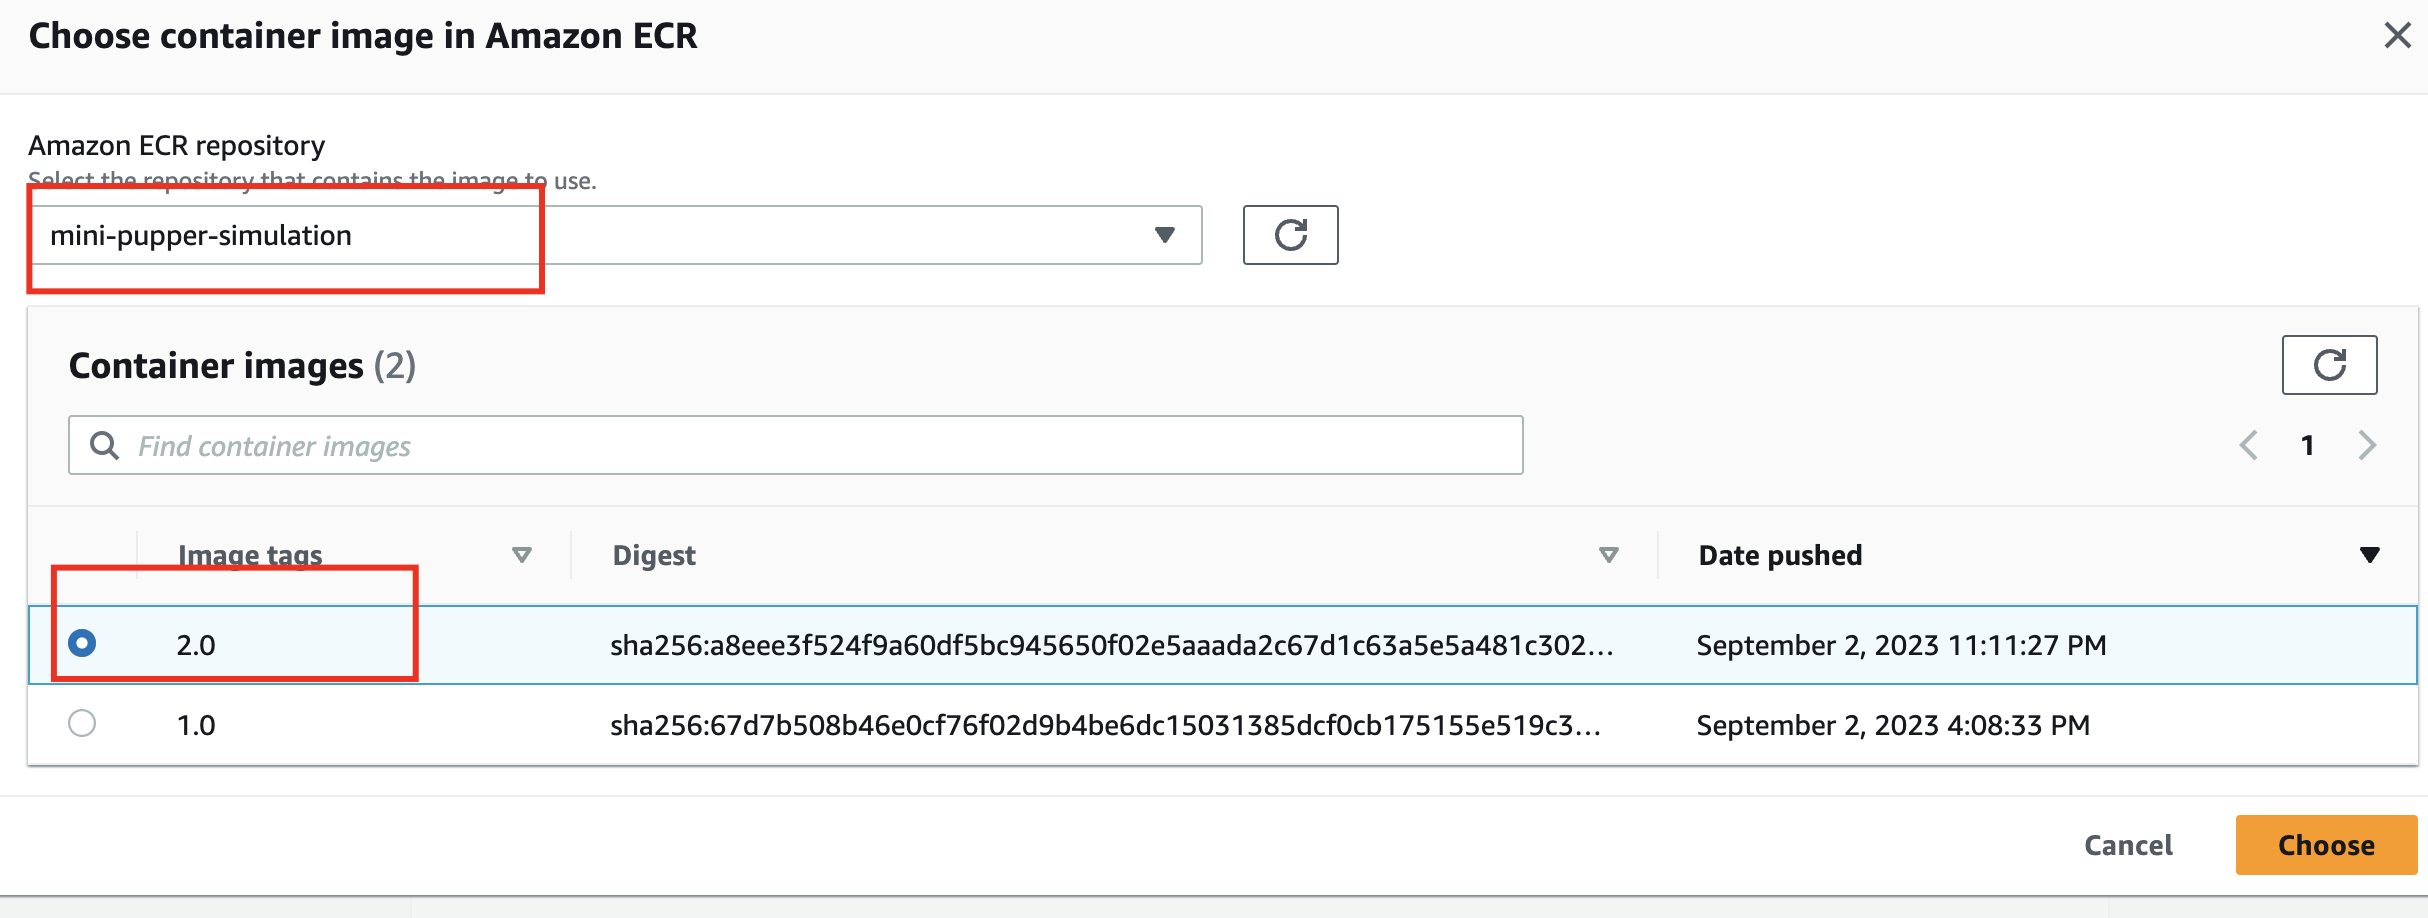 Choose container image in Amazon ECR
Amazon ECR repository
Select the repository that contains the image to use.
mini-pupper-simulation
Container images (2)
Find container images
1
Image tags Digest Date pushed
2.0 sha256:a8eee3f524f9a60df5bc945650f02e5aaada2c67d1c63a5e5a481c302... September 2, 2023 11:11:27 PM
1.0 sha256:67d7b508b46e0cf76f02d9b4be6dc15031385dcf0cb175155e519c3... September 2, 2023 4:08:33 PM
Cancel Choose